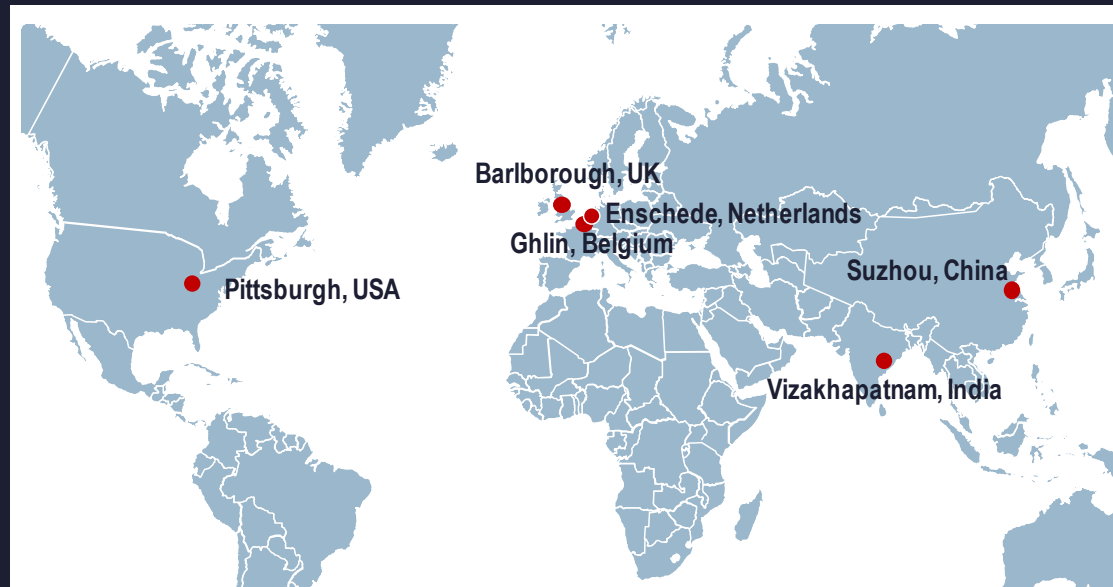 Barlborough, UK
Enschede, Netherlands
Ghlin, Belgium
Suzhou, China
Pittsburgh, USA
Vizakhapatnam, India